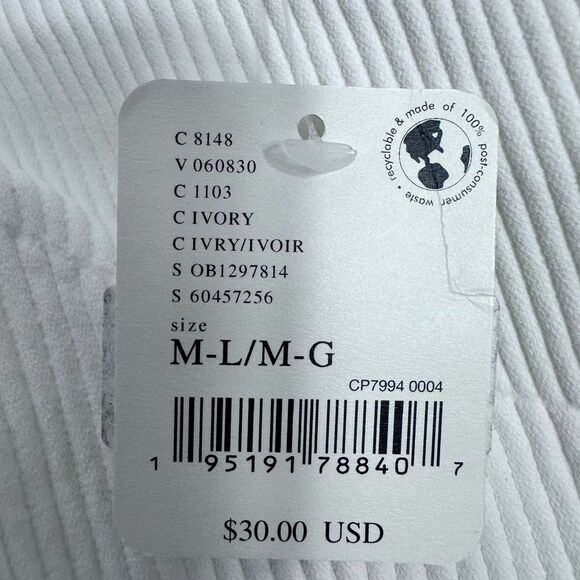 C 8148
V 060830
C 1103
C IVORY
C IVRY/IVOIR
S OB1297814
S 60457256
size
M-L/M-G
CP7994 0004
1 95191 78840 7
$30.00 USD
recyclable & made of 100% post-consumer waste •